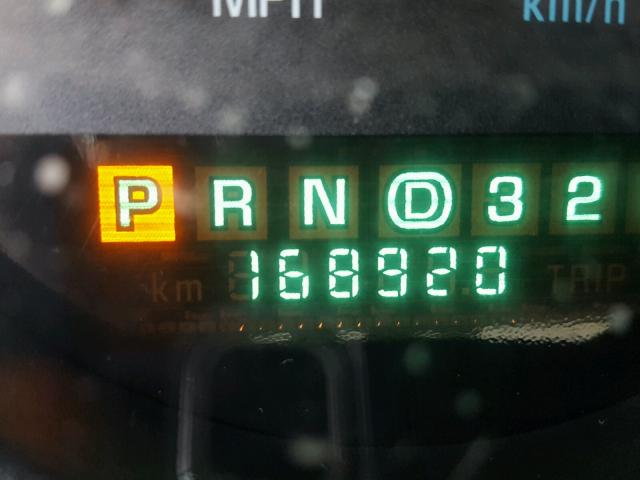 MPH km/h
P R N D 3 2
168920
km TRIP